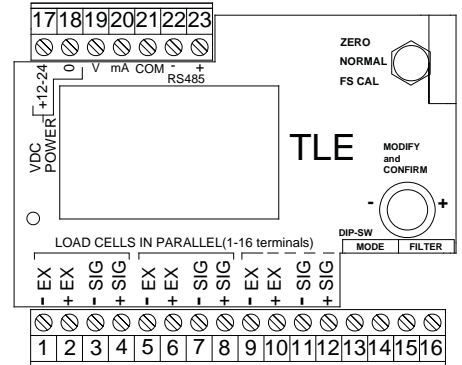 17 18 19 20 21 22 23
+12-24 0 V mA COM - +
RS485
VDC POWER
ZERO
NORMAL
FS CAL
TLE
MODIFY
and
CONFIRM
- +
DIP-SW
MODE FILTER
LOAD CELLS IN PARALLEL(1-16 terminals)
- EX + EX - SIG + SIG - EX + EX - SIG + SIG - EX + EX - SIG + SIG
1 2 3 4 5 6 7 8 9 10 11 12 13 14 15 16